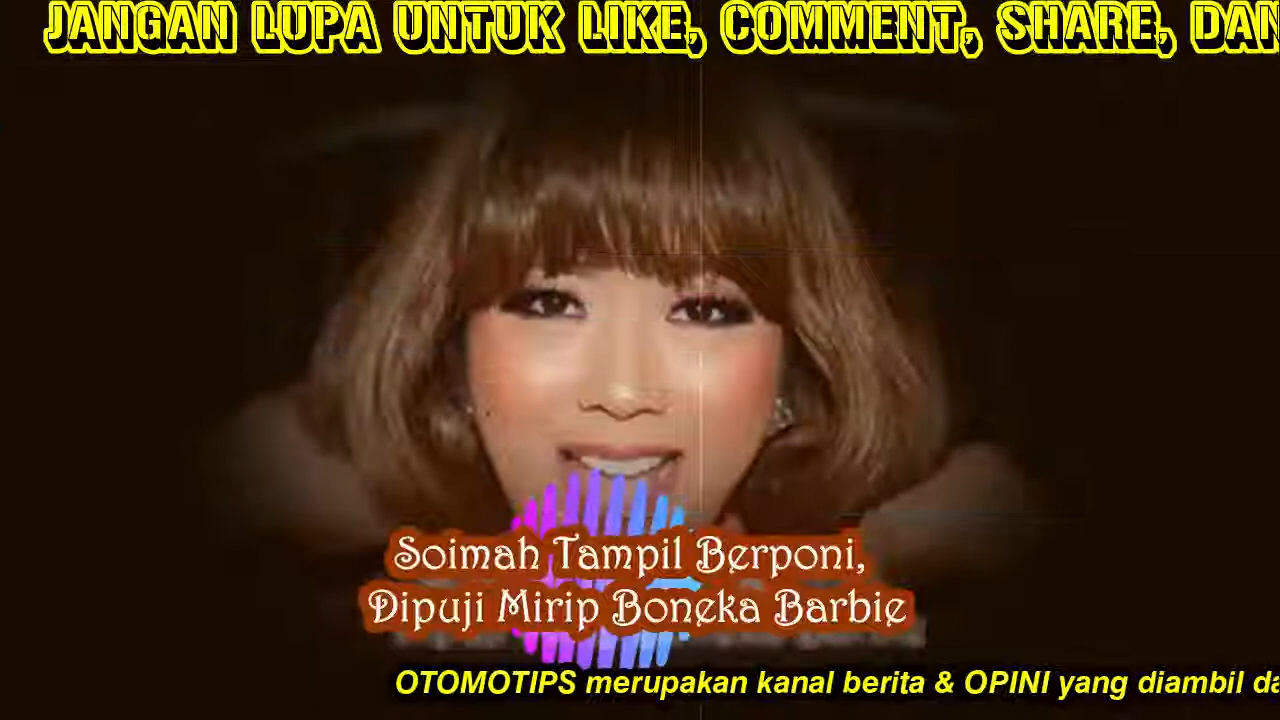 JANGAN LUPA UNTUK LIKE, COMMENT, SHARE, DAN
Soimah Tampil Berponi,
Dipuji Mirip Boneka Barbie
OTOMOTIPS merupakan kanal berita & OPINI yang diambil